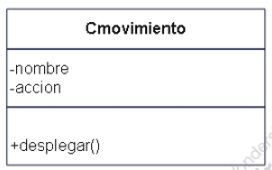 Cmovimiento
-nombre
-accion
+desplegar()